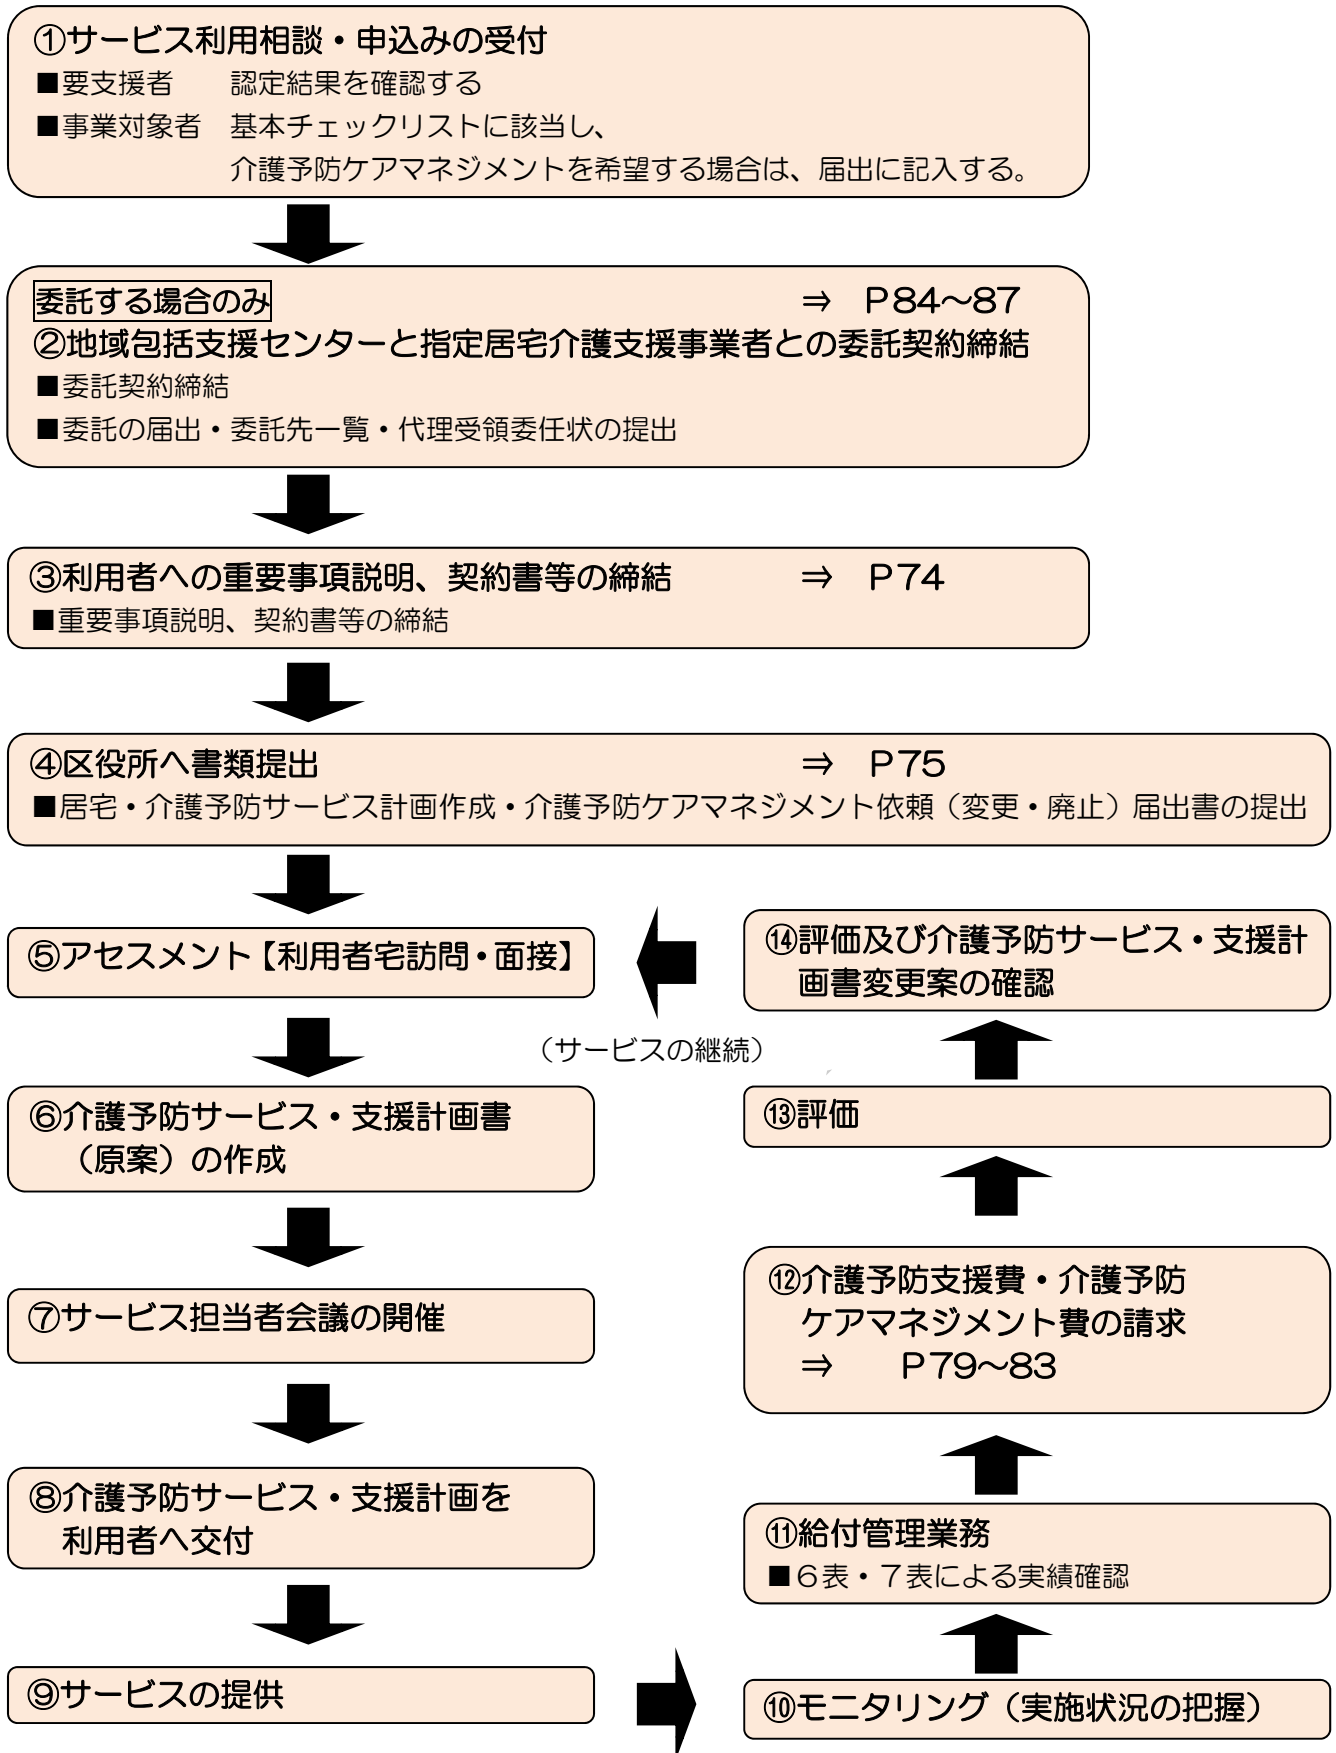 ①サービス利用相談・申込みの受付
■要支援者　　認定結果を確認する
■事業対象者　基本チェックリストに該当し、
介護予防ケアマネジメントを希望する場合は、届出に記入する。
委託する場合のみ　⇒　Ｐ84～87
②地域包括支援センターと指定居宅介護支援事業者との委託契約締結
■委託契約締結
■委託の届出・委託先一覧・代理受領委任状の提出
③利用者への重要事項説明、契約書等の締結　⇒　Ｐ74
■重要事項説明、契約書等の締結
④区役所へ書類提出　⇒　Ｐ75
■居宅・介護予防サービス計画作成・介護予防ケアマネジメント依頼（変更・廃止）届出書の提出
⑤アセスメント【利用者宅訪問・面接】
⑥介護予防サービス・支援計画書
（原案）の作成
⑦サービス担当者会議の開催
⑧介護予防サービス・支援計画を
利用者へ交付
⑨サービスの提供
⑩モニタリング（実施状況の把握）
⑪給付管理業務
■６表・７表による実績確認
⑫介護予防支援費・介護予防
ケアマネジメント費の請求
⇒　Ｐ79～83
⑬評価
⑭評価及び介護予防サービス・支援計
画書変更案の確認
（サービスの継続）